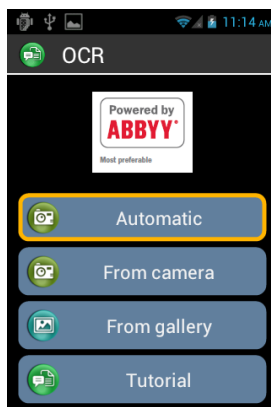 11:14 AM
OCR
Powered by
ABBYY
Most preferable
Automatic
From camera
From gallery
Tutorial